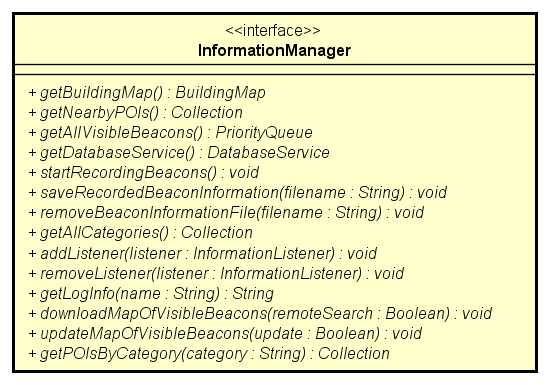 <<interface>>
InformationManager
+ getBuildingMap() : BuildingMap
+ getNearbyPOIs() : Collection
+ getAllVisibleBeacons() : PriorityQueue
+ getDatabaseService() : DatabaseService
+ startRecordingBeacons() : void
+ saveRecordedBeaconInformation(filename : String) : void
+ removeBeaconInformationFile(filename : String) : void
+ getAllCategories() : Collection
+ addListener(listener : InformationListener) : void
+ removeListener(listener : InformationListener) : void
+ getLogInfo(name : String) : String
+ downloadMapOfVisibleBeacons(remoteSearch : Boolean) : void
+ updateMapOfVisibleBeacons(update : Boolean) : void
+ getPOIsByCategory(category : String) : Collection